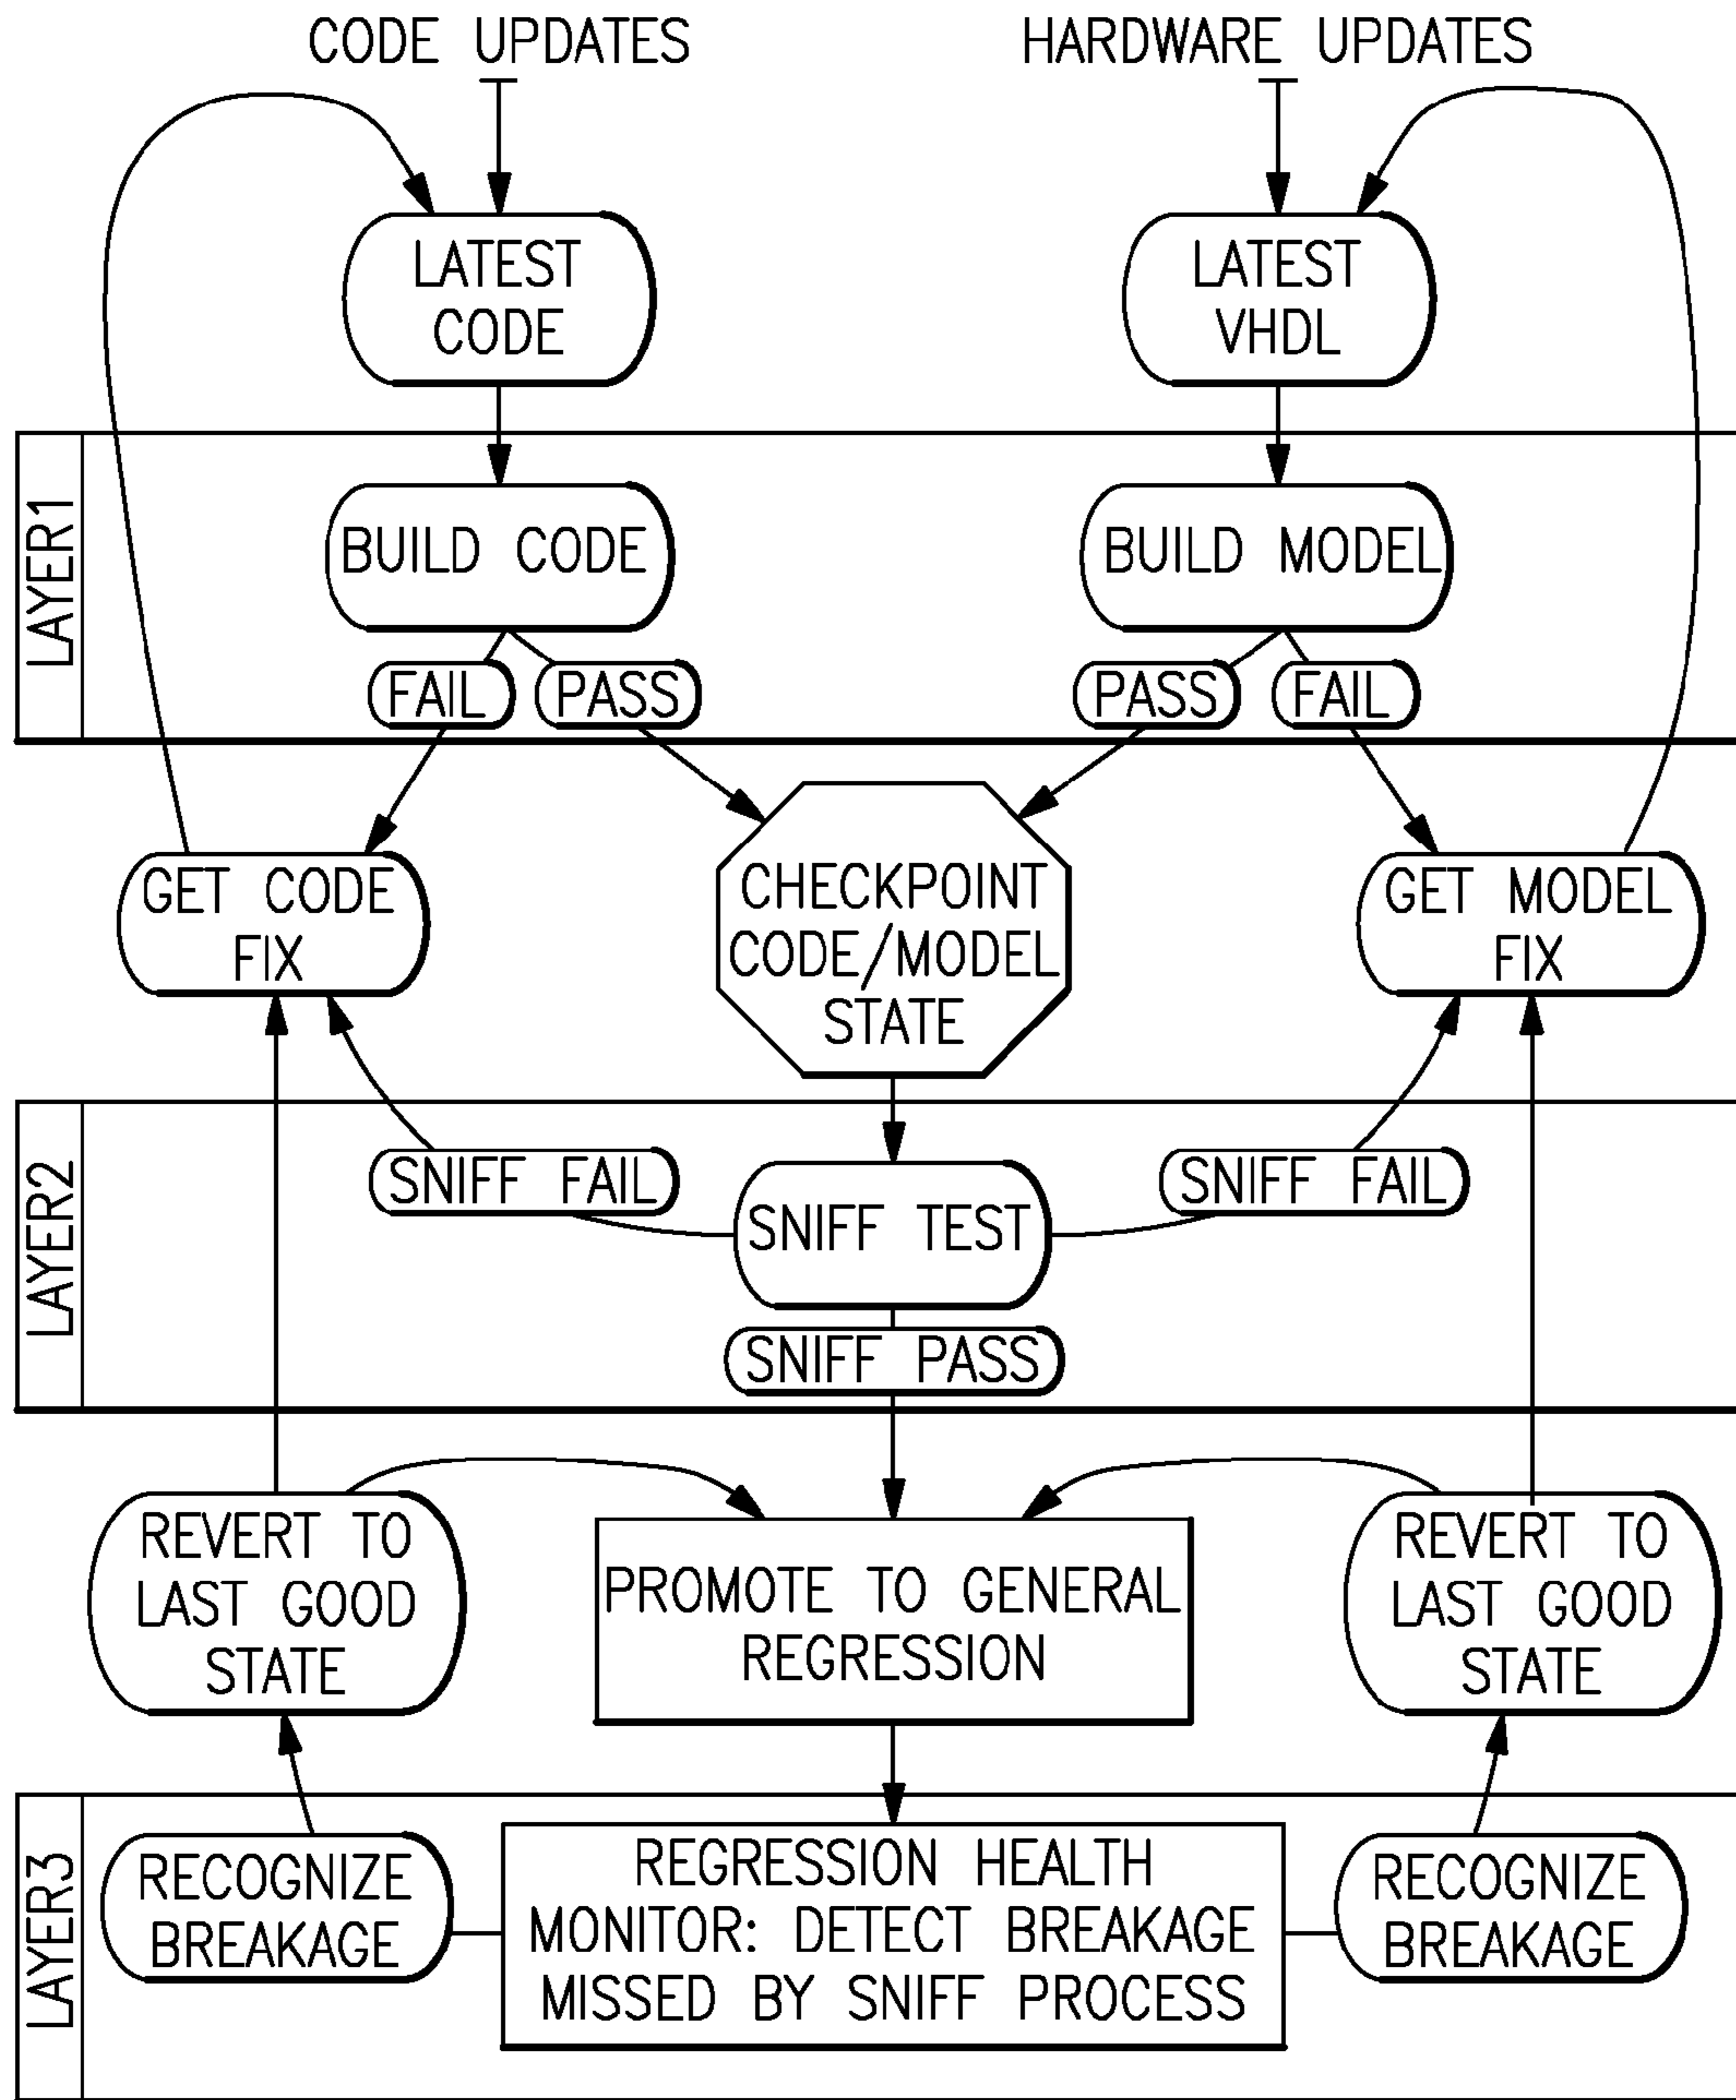 CODE UPDATES
HARDWARE UPDATES
LATEST
CODE
LATEST
VHDL
LAYER1
BUILD CODE
BUILD MODEL
FAIL
PASS
PASS
FAIL
GET CODE
FIX
CHECKPOINT
CODE/MODEL
STATE
GET MODEL
FIX
LAYER2
SNIFF FAIL
SNIFF TEST
SNIFF FAIL
SNIFF PASS
REVERT TO
LAST GOOD
STATE
PROMOTE TO GENERAL
REGRESSION
REVERT TO
LAST GOOD
STATE
LAYER3
RECOGNIZE
BREAKAGE
REGRESSION HEALTH
MONITOR: DETECT BREAKAGE
MISSED BY SNIFF PROCESS
RECOGNIZE
BREAKAGE